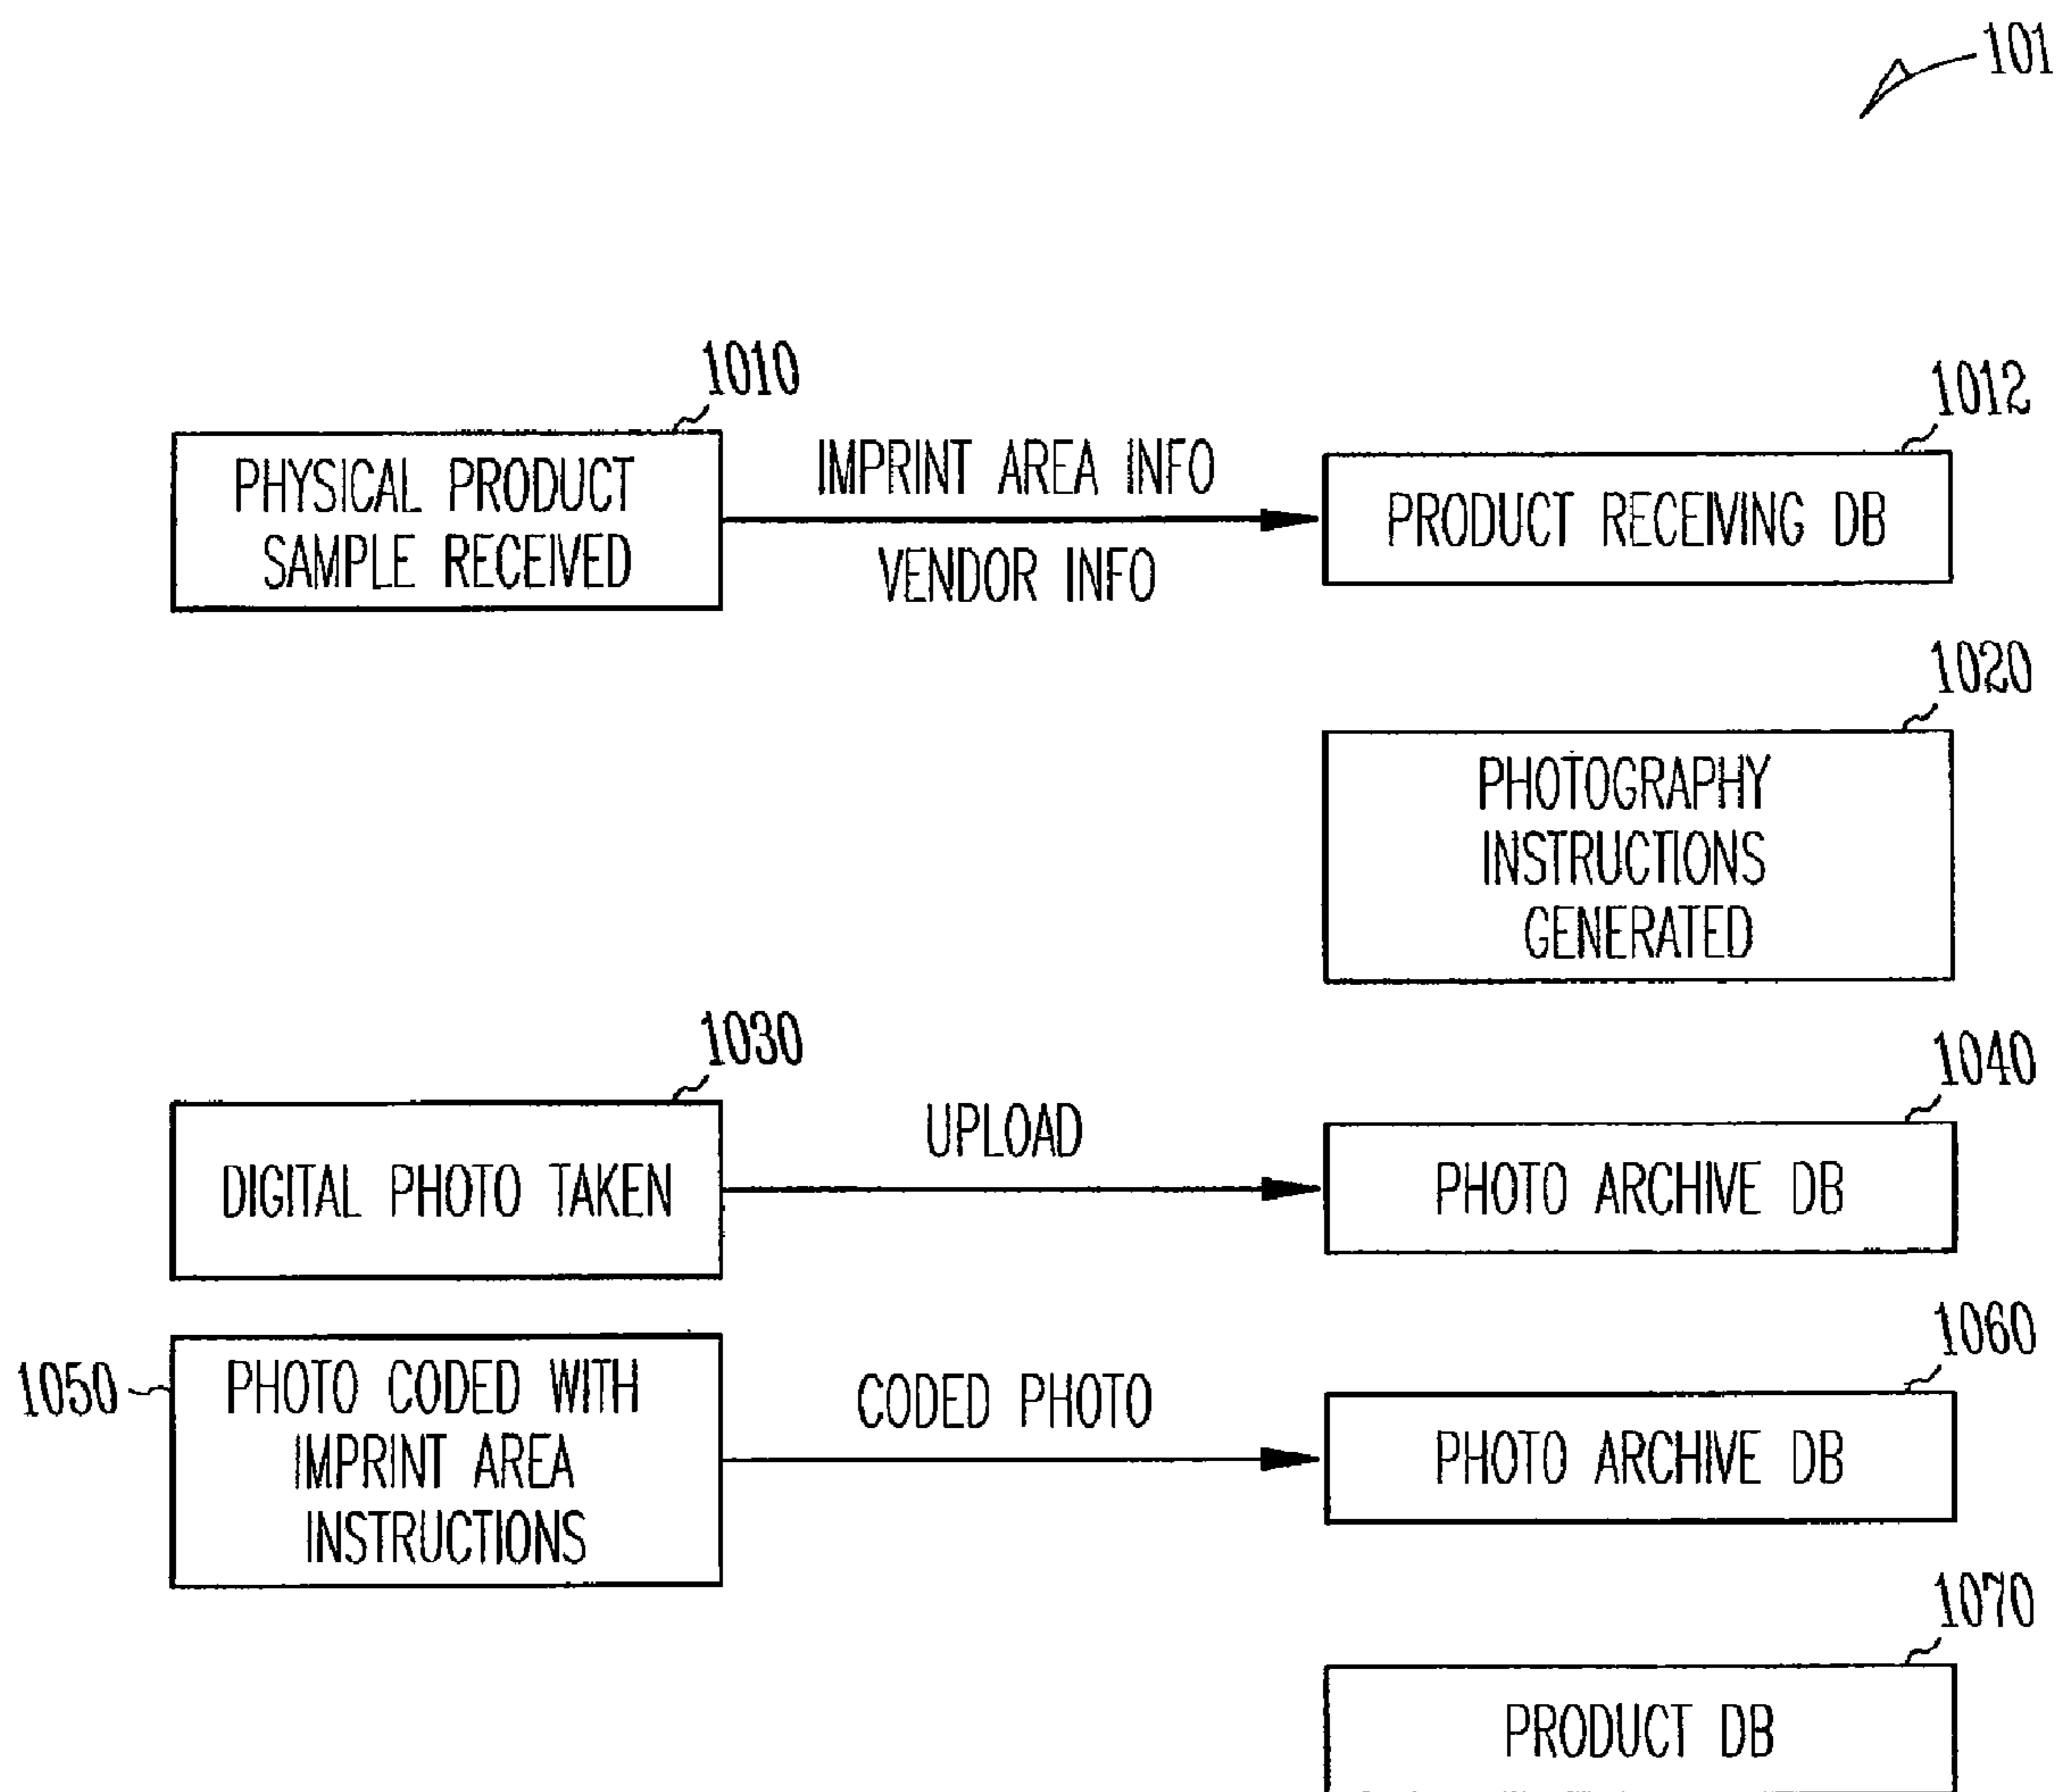 101
1010
PHYSICAL PRODUCT
SAMPLE RECEIVED
IMPRINT AREA INFO
VENDOR INFO
1012
PRODUCT RECEIVING DB
1020
PHOTOGRAPHY
INSTRUCTIONS
GENERATED
1030
DIGITAL PHOTO TAKEN
UPLOAD
1040
PHOTO ARCHIVE DB
1050
PHOTO CODED WITH
IMPRINT AREA
INSTRUCTIONS
CODED PHOTO
1060
PHOTO ARCHIVE DB
1070
PRODUCT DB